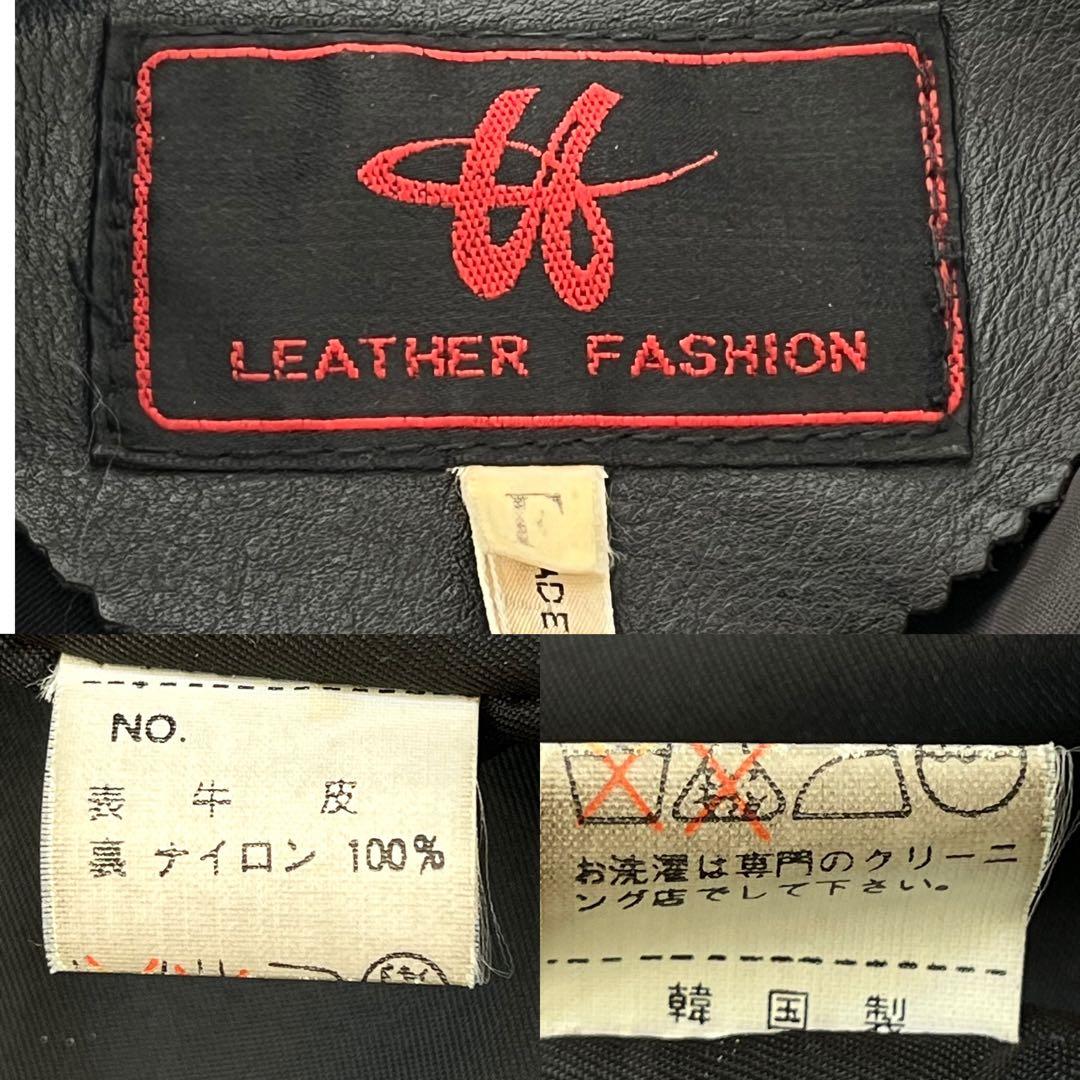 LEATHER FASHION
L
MADE
NO.
表 牛 皮
裏 ナイロン 100%
お洗濯は専門のクリーニ
ング店でして下さい。
韓国製